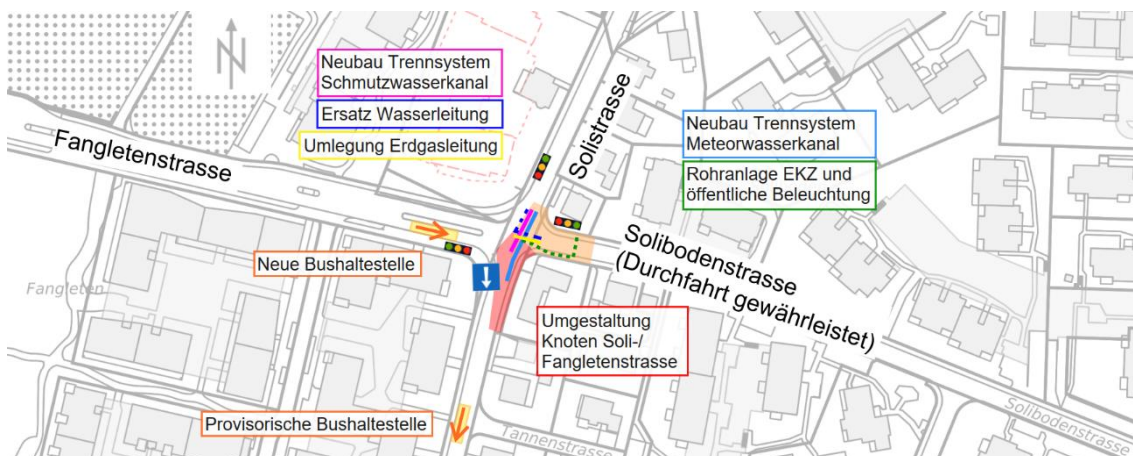 N
Neubau Trennsystem
Schmutzwasserkanal
Ersatz Wasserleitung
Umlegung Erdgasleitung
Fangletenstrasse
Solistrasse
Neubau Trennsystem
Meteorwasserkanal
Rohranlage EKZ und
öffentliche Beleuchtung
Neue Bushaltestelle
Fangleten
Solibodenstrasse
(Durchfahrt gewährleistet)
Umgestaltung
Knoten Soli-/
Fangletenstrasse
Provisorische Bushaltestelle
Tannenstrasse
Solibodenstrasse